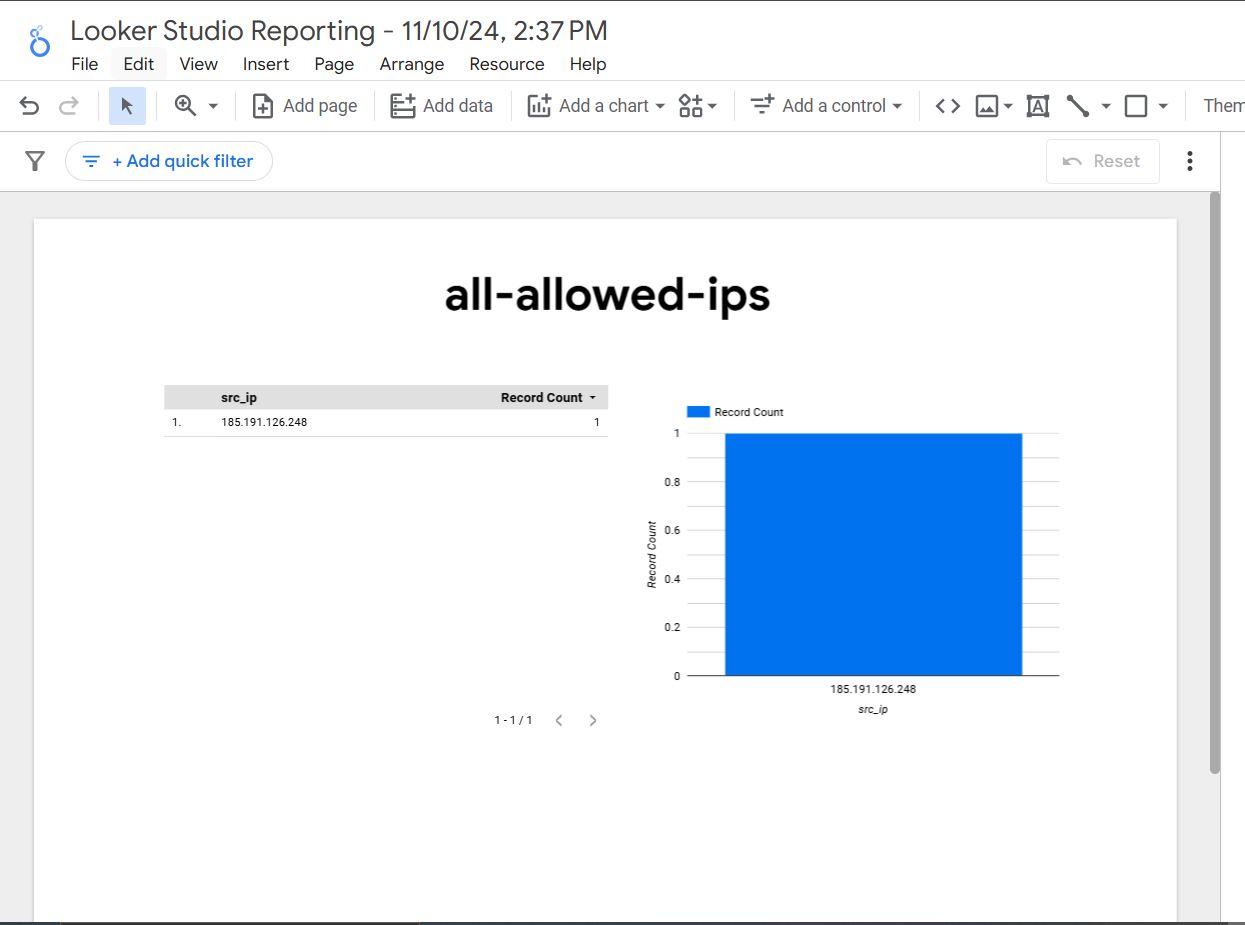 Looker Studio Reporting - 11/10/24, 2:37 PM
File Edit View Insert Page Arrange Resource Help
Add page Add data Add a chart Add a control A Them
+ Add quick filter Reset
all-allowed-ips
src_ip Record Count
1. 185.191.126.248 1
1 - 1 / 1
Record Count
1
0.8
0.6
0.4
0.2
0
Record Count
185.191.126.248
src_ip